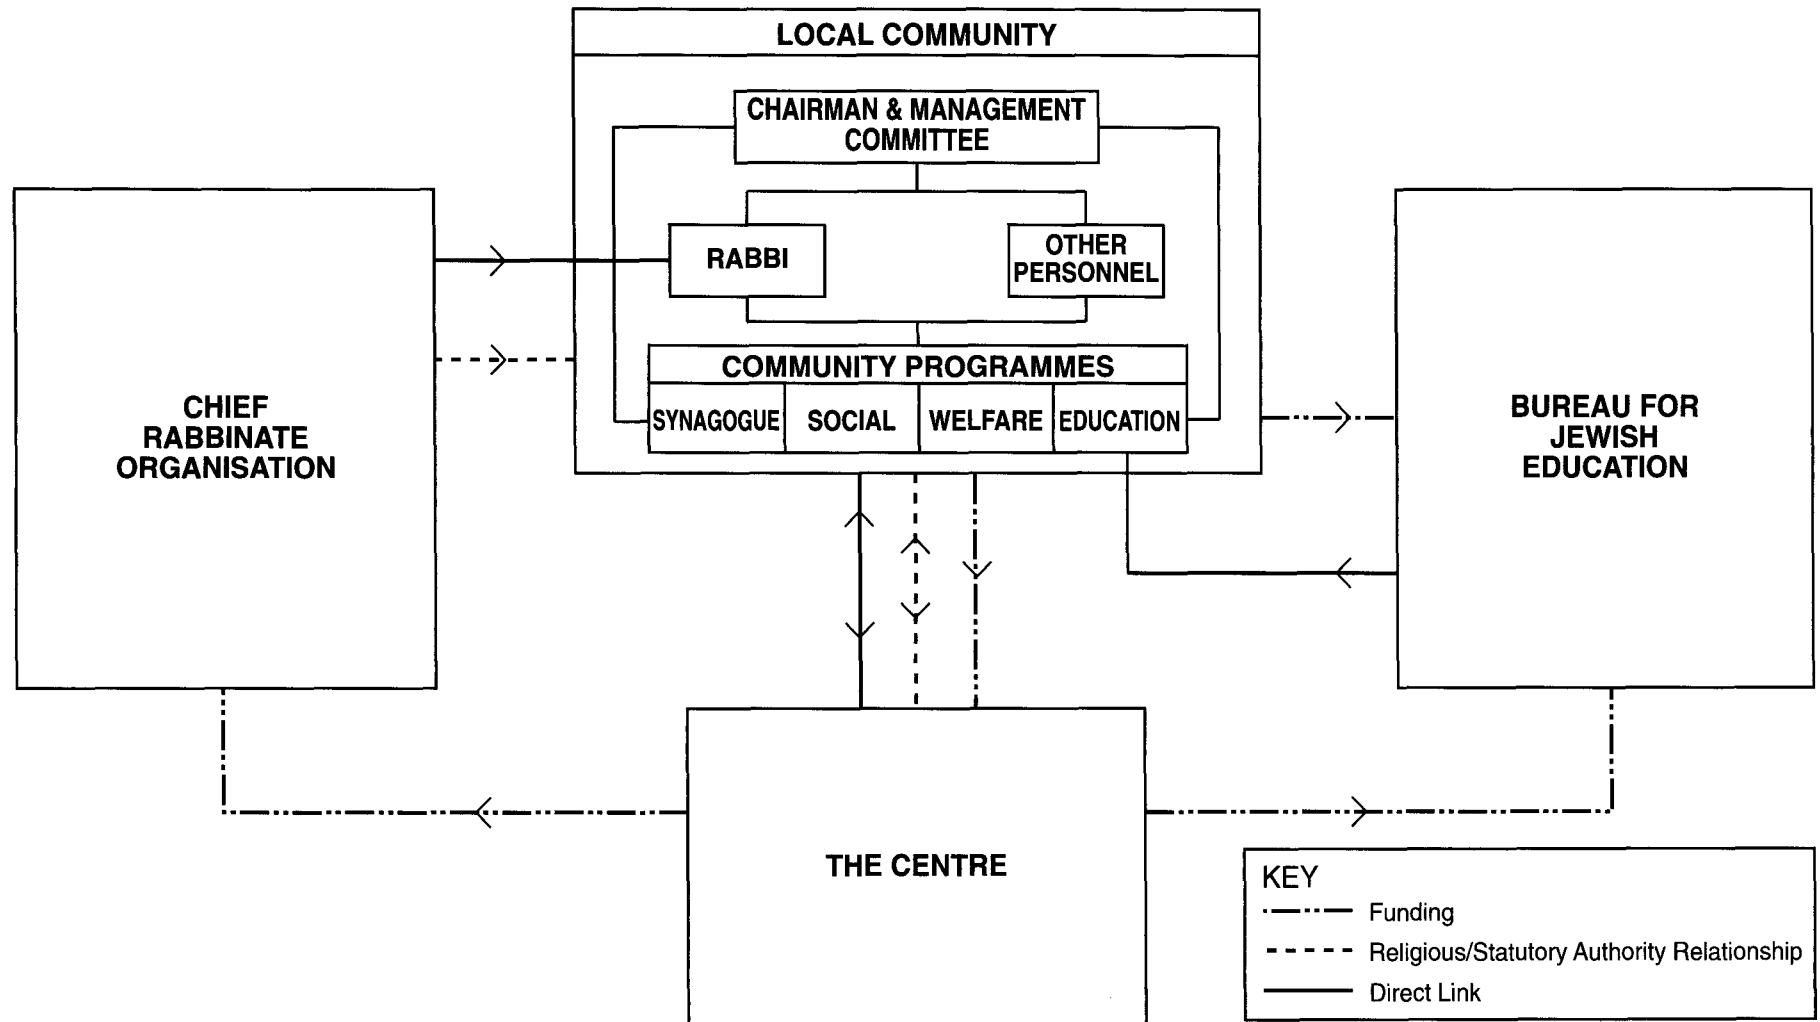 LOCAL COMMUNITY
CHAIRMAN & MANAGEMENT
COMMITTEE
RABBI
OTHER
PERSONNEL
COMMUNITY PROGRAMMES
SYNAGOGUE
SOCIAL
WELFARE
EDUCATION
CHIEF
RABBINATE
ORGANISATION
BUREAU FOR
JEWISH
EDUCATION
THE CENTRE
KEY
Funding
Religious/Statutory Authority Relationship
Direct Link